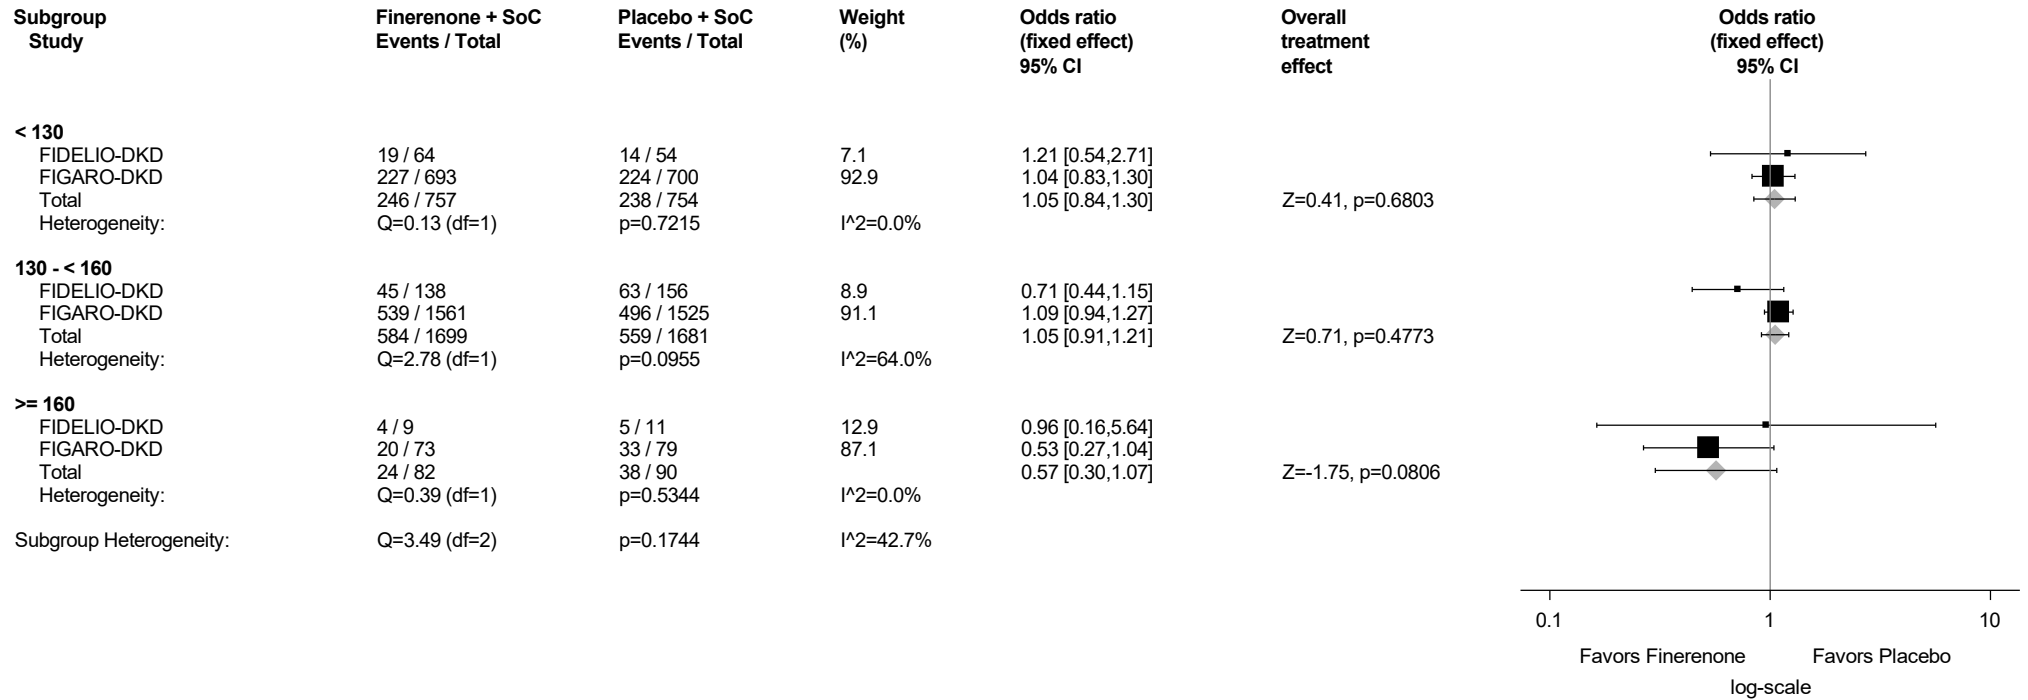 Subgroup Finerenone + SoC Placebo + SoC Weight Odds ratio Overall Odds ratio
Study Events / Total Events / Total (%) (fixed effect) treatment (fixed effect)
95% CI effect 95% CI
< 130
FIDELIO-DKD 19 / 64 14 / 54 7.1 1.21 [0.54,2.71]
FIGARO-DKD 227 / 693 224 / 700 92.9 1.04 [0.83,1.30]
Total 246 / 757 238 / 754 1.05 [0.84,1.30] Z=0.41, p=0.6803
Heterogeneity: Q=0.13 (df=1) p=0.7215 I^2=0.0%
130 - < 160
FIDELIO-DKD 45 / 138 63 / 156 8.9 0.71 [0.44,1.15]
FIGARO-DKD 539 / 1561 496 / 1525 91.1 1.09 [0.94,1.27]
Total 584 / 1699 559 / 1681 1.05 [0.91,1.21] Z=0.71, p=0.4773
Heterogeneity: Q=2.78 (df=1) p=0.0955 I^2=64.0%
>= 160
FIDELIO-DKD 4 / 9 5 / 11 12.9 0.96 [0.16,5.64]
FIGARO-DKD 20 / 73 33 / 79 87.1 0.53 [0.27,1.04]
Total 24 / 82 38 / 90 0.57 [0.30,1.07] Z=-1.75, p=0.0806
Heterogeneity: Q=0.39 (df=1) p=0.5344 I^2=0.0%
Subgroup Heterogeneity: Q=3.49 (df=2) p=0.1744 I^2=42.7%
0.1 1 10
Favors Finerenone Favors Placebo
log-scale